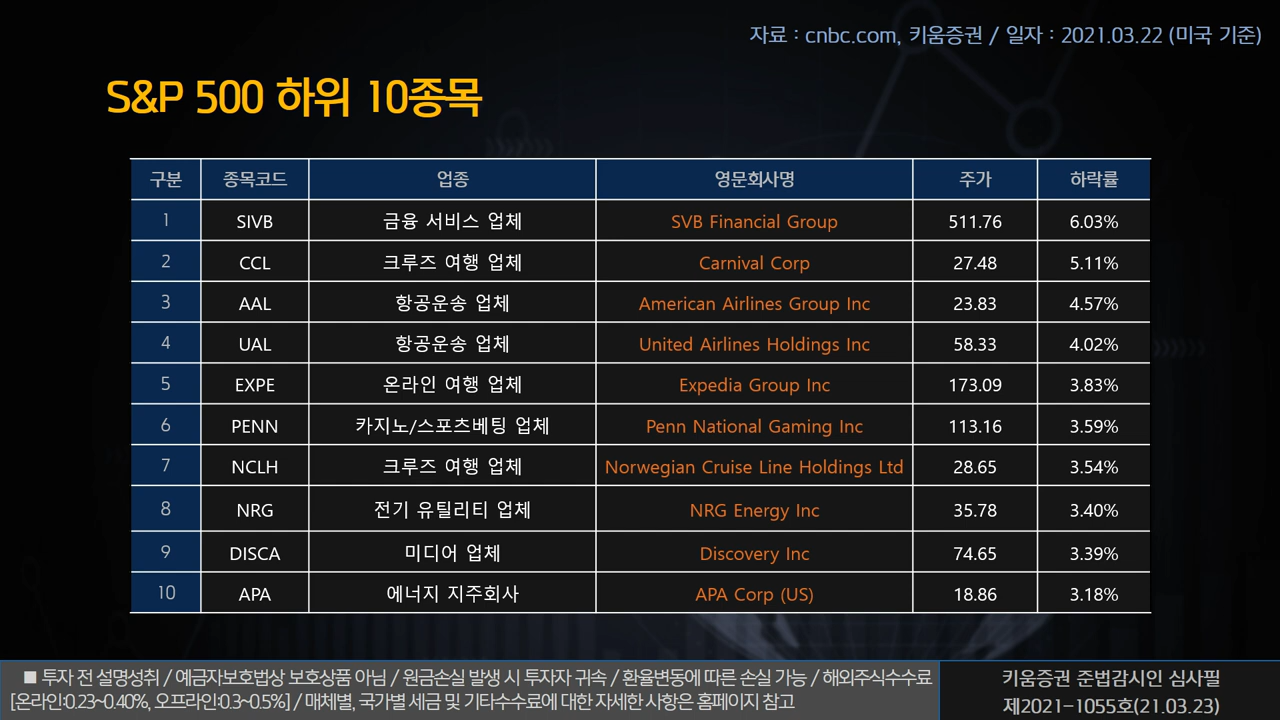 자료 : cnbc.com, 키움증권 / 일자 : 2021.03.22 (미국 기준)
S&P 500 하위 10종목
구분 종목코드 업종 영문회사명 주가 하락률
1 SIVB 금융 서비스 업체 SVB Financial Group 511.76 6.03%
2 CCL 크루즈 여행 업체 Carnival Corp 27.48 5.11%
3 AAL 항공운송 업체 American Airlines Group Inc 23.83 4.57%
4 UAL 항공운송 업체 United Airlines Holdings Inc 58.33 4.02%
5 EXPE 온라인 여행 업체 Expedia Group Inc 173.09 3.83%
6 PENN 카지노/스포츠베팅 업체 Penn National Gaming Inc 113.16 3.59%
7 NCLH 크루즈 여행 업체 Norwegian Cruise Line Holdings Ltd 28.65 3.54%
8 NRG 전기 유틸리티 업체 NRG Energy Inc 35.78 3.40%
9 DISCA 미디어 업체 Discovery Inc 74.65 3.39%
10 APA 에너지 지주회사 APA Corp (US) 18.86 3.18%
■ 투자 전 설명성취 / 예금자보호법상 보호상품 아님 / 원금손실 발생 시 투자자 귀속 / 환율변동에 따른 손실 가능 / 해외주식수수료
[온라인:0.23~0.40%, 오프라인:0.3~0.5%] / 매체별, 국가별 세금 및 기타수수료에 대한 자세한 사항은 홈페이지 참고
키움증권 준법감시인 심사필
제2021-1055호(21.03.23)